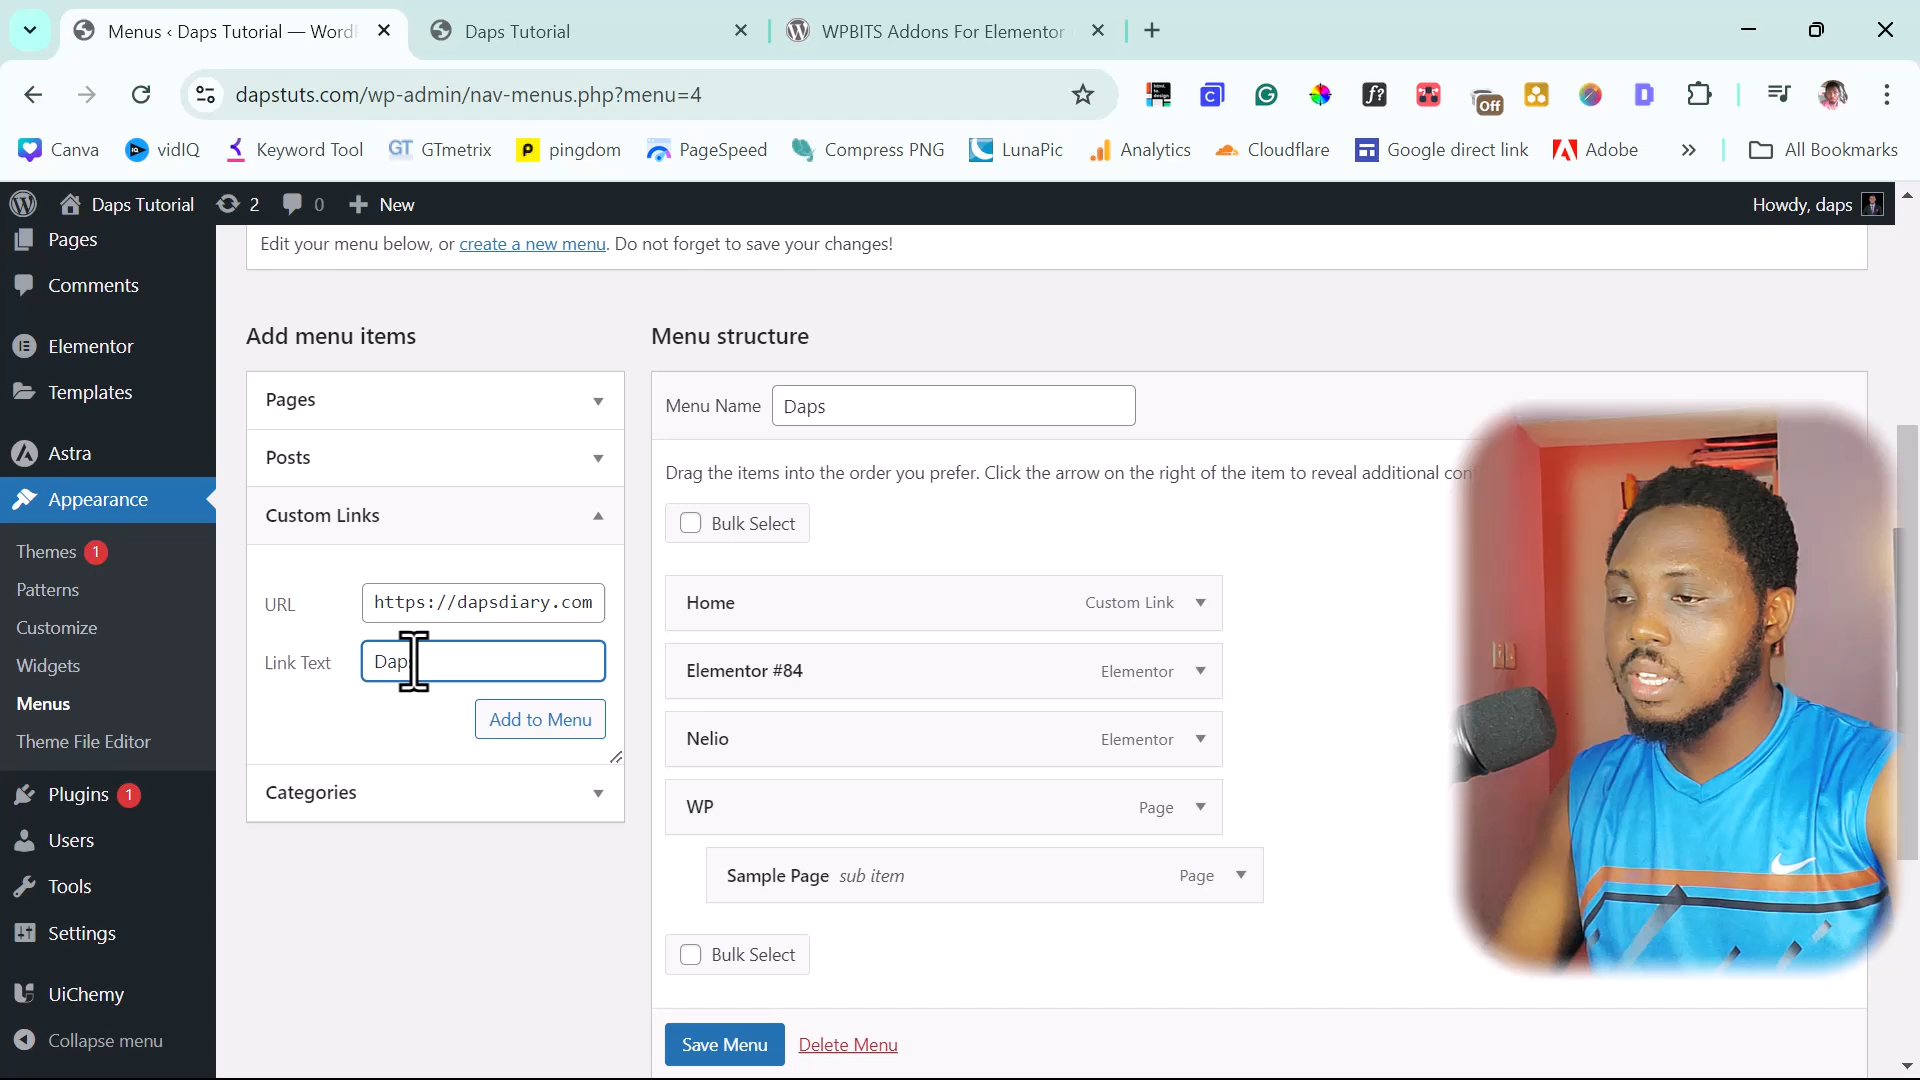 Menus ‹ Daps Tutorial — Word
Daps Tutorial
WPBITS Addons For Elementor
dapstuts.com/wp-admin/nav-menus.php?menu=4
Off
Canva
vidIQ
Keyword Tool
GT
GTmetrix
pingdom
PageSpeed
Compress PNG
LunaPic
Analytics
Cloudflare
Google direct link
Adobe
All Bookmarks
Daps Tutorial
2
0
New
Howdy, daps
Pages
Comments
Elementor
Templates
Astra
Appearance
Themes 1
Patterns
Customize
Widgets
Menus
Theme File Editor
Plugins 1
Users
Tools
Settings
UiChemy
Collapse menu
Edit your menu below, or create a new menu. Do not forget to save your changes!
Add menu items
Pages
Posts
Custom Links
URL
https://dapsdiary.com
Link Text
Daps
Add to Menu
Categories
Menu structure
Menu Name
Daps
Drag the items into the order you prefer. Click the arrow on the right of the item to reveal additional
Bulk Select
Home
Custom Link
Elementor #84
Elementor
Nelio
Elementor
WP
Page
Sample Page sub item
Page
Bulk Select
Save Menu
Delete Menu